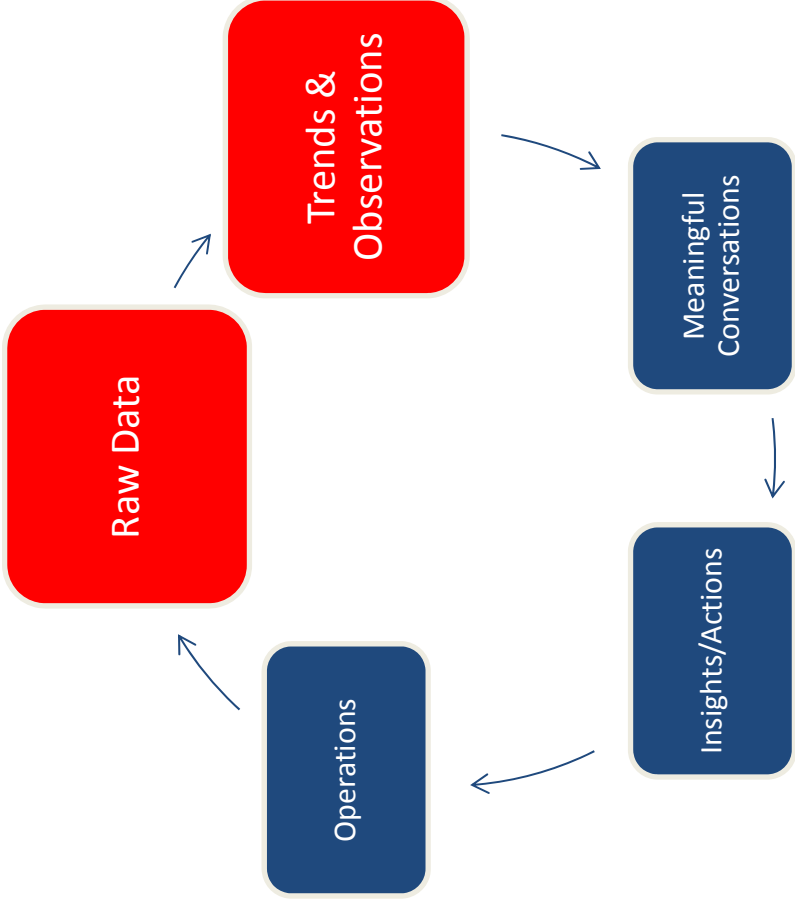 Raw Data
Trends &
Observations
Meaningful
Conversations
Insights/Actions
Operations